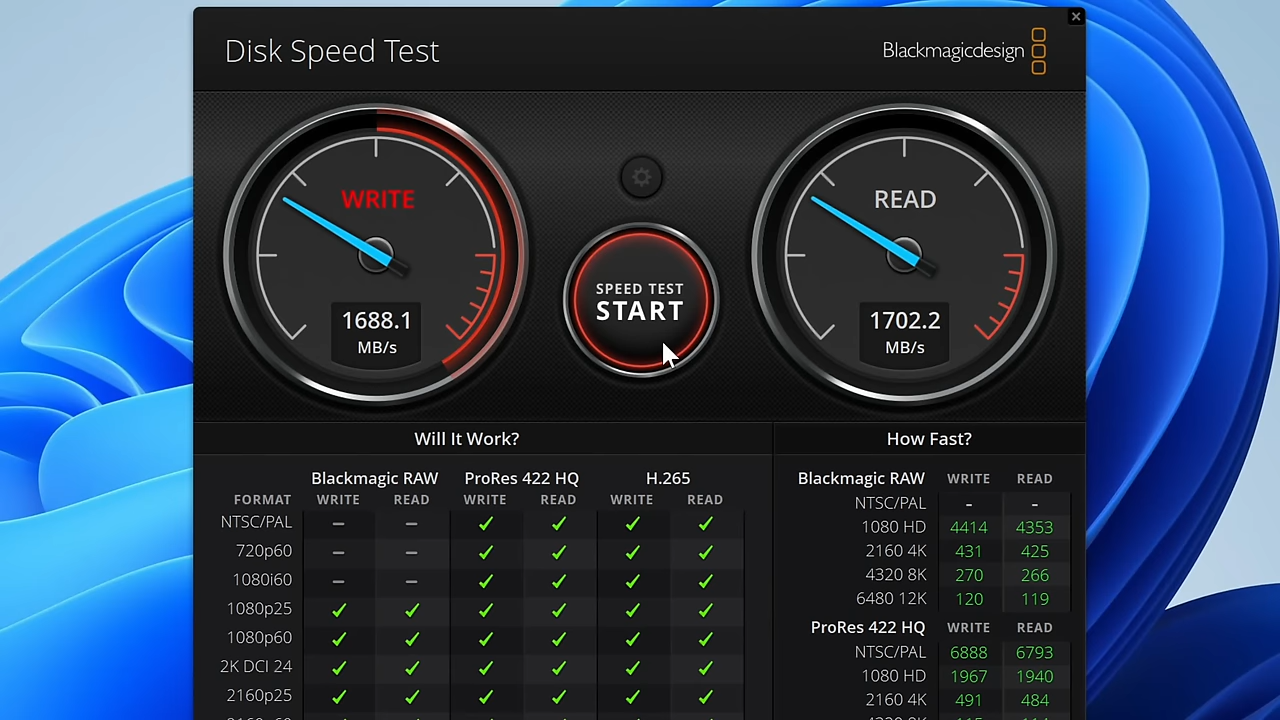 Disk Speed Test
Blackmagicdesign
WRITE
1688.1
MB/s
SPEED TEST
START
READ
1702.2
MB/s
Will It Work?
Blackmagic RAW ProRes 422 HQ H.265
FORMAT WRITE READ WRITE READ WRITE READ
NTSC/PAL – – ✓ ✓ ✓ ✓
720p60 – – ✓ ✓ ✓ ✓
1080i60 – – ✓ ✓ ✓ ✓
1080p25 ✓ ✓ ✓ ✓ ✓ ✓
1080p60 ✓ ✓ ✓ ✓ ✓ ✓
2K DCI 24 ✓ ✓ ✓ ✓ ✓ ✓
2160p25 ✓ ✓ ✓ ✓ ✓ ✓
How Fast?
Blackmagic RAW WRITE READ
NTSC/PAL - -
1080 HD 4414 4353
2160 4K 431 425
4320 8K 270 266
6480 12K 120 119
ProRes 422 HQ WRITE READ
NTSC/PAL 6888 6793
1080 HD 1967 1940
2160 4K 491 484